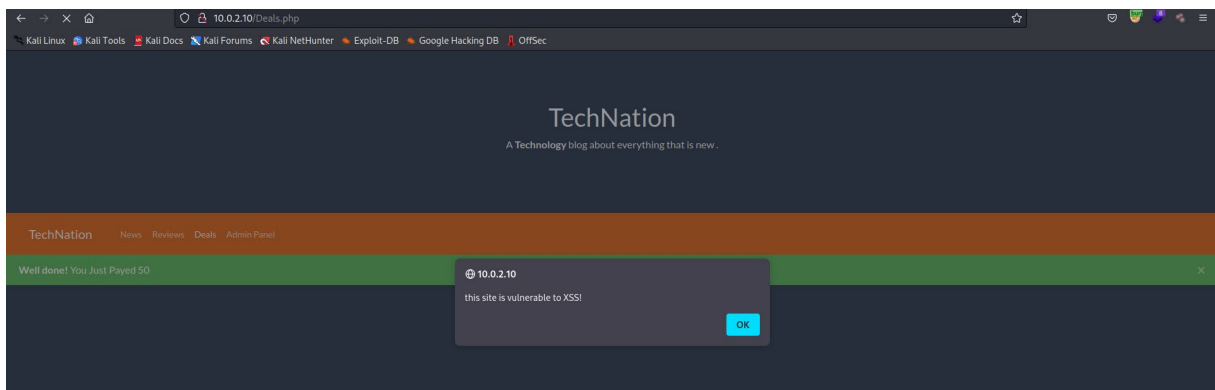 10.0.2.10/Deals.php
Kali Linux Kali Tools Kali Docs Kali Forums Kali NetHunter Exploit-DB Google Hacking DB OffSec
TechNation
A Technology blog about everything that is new .
TechNation News Reviews Deals Admin Panel
Well done! You Just Payed 50 ×
10.0.2.10
this site is vulnerable to XSS!
OK